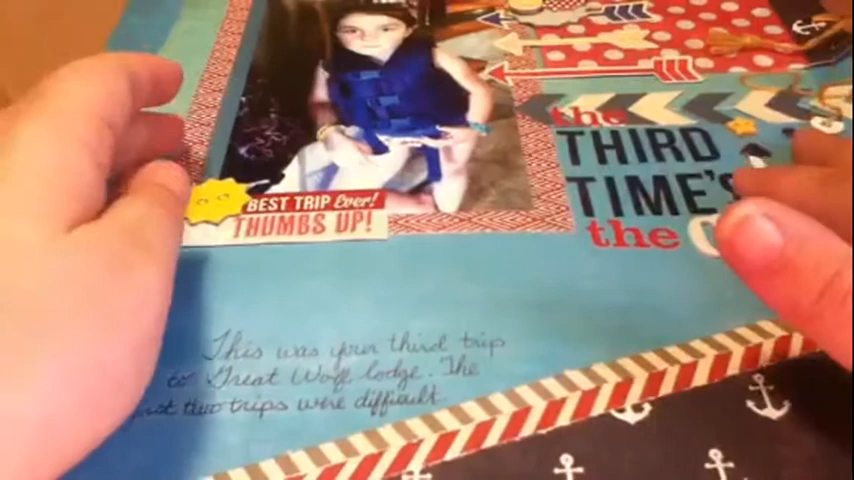 BEST TRIP Ever!
THUMBS UP!
the
THIRD
TIME'S
the
This was your third trip
to Great Wolf lodge. The
two trips were difficult